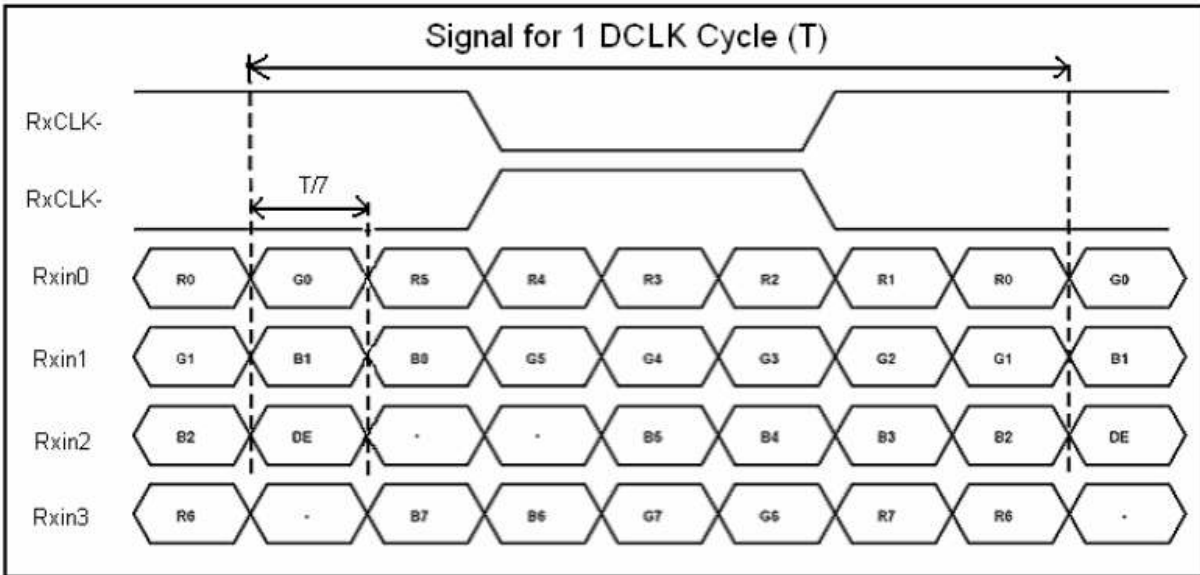 Signal for 1 DCLK Cycle (T)
RxCLK-
RxCLK-
T/7
Rxin0 R0 G0 R5 R4 R3 R2 R1 R0 G0
Rxin1 G1 B1 B0 G5 G4 G3 G2 G1 B1
Rxin2 B2 DE - - B5 B4 B3 B2 DE
Rxin3 R6 - B7 B6 G7 G6 R7 R6 -